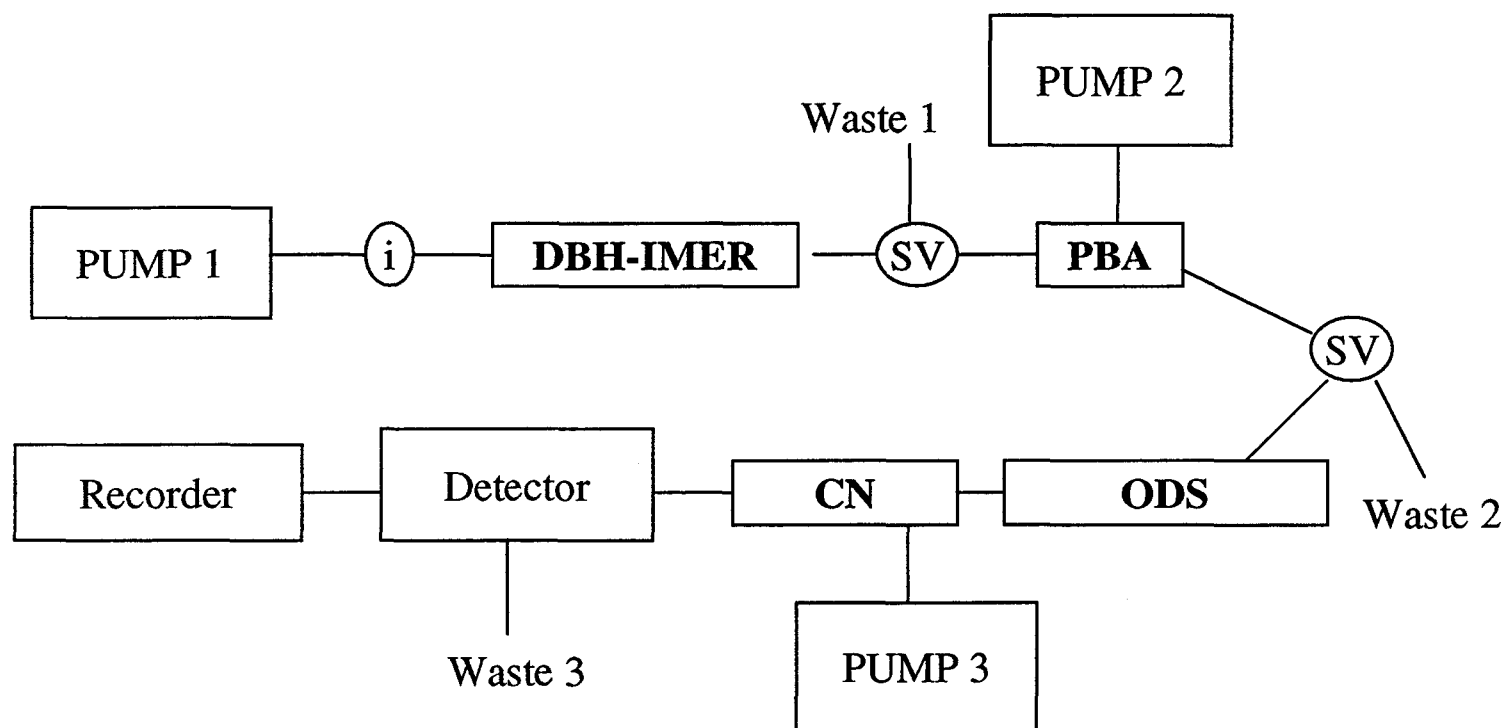 PUMP 2
Waste 1
PUMP 1
i
DBH-IMER
SV
PBA
SV
Recorder
Detector
CN
ODS
Waste 2
Waste 3
PUMP 3